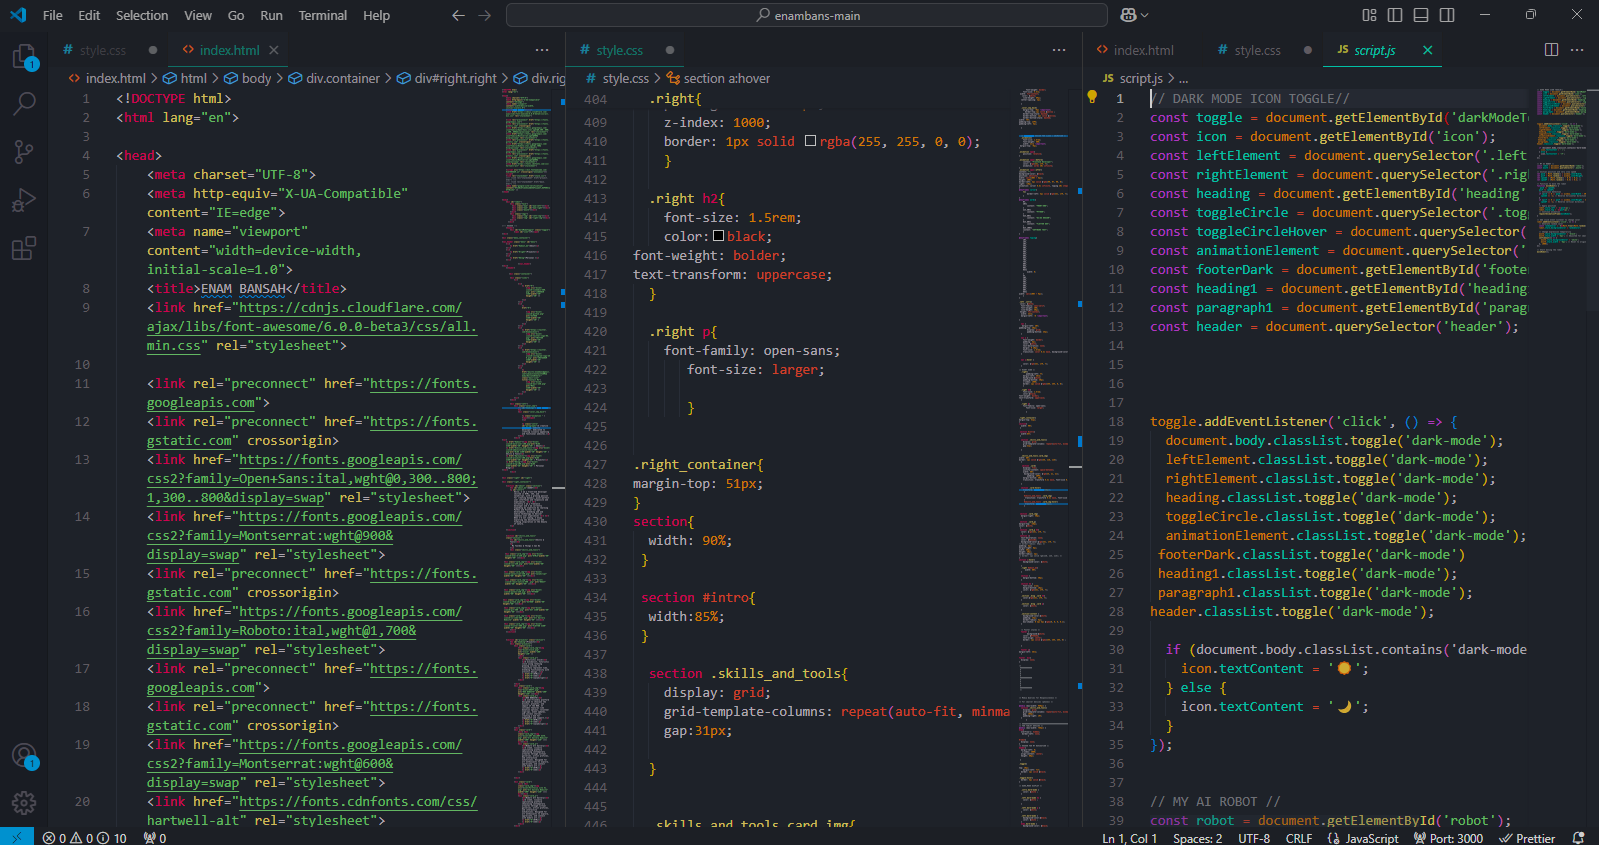 File Edit Selection View Go Run Terminal Help
enambans-main
style.css
index.html
style.css
index.html
style.css
script.js
index.html > html > body > div.container > div#right.right > div.rig
style.css > section a:hover
script.js > ...
1 <!DOCTYPE html>
2 <html lang="en">
3
4 <head>
5 <meta charset="UTF-8">
6 <meta http-equiv="X-UA-Compatible"
content="IE=edge">
7 <meta name="viewport"
content="width=device-width,
initial-scale=1.0">
8 <title>ENAM BANSAH</title>
9 <link href="https://cdnjs.cloudflare.com/
ajax/libs/font-awesome/6.0.0-beta3/css/all.
min.css" rel="stylesheet">
10
11 <link rel="preconnect" href="https://fonts.
googleapis.com">
12 <link rel="preconnect" href="https://fonts.
gstatic.com" crossorigin>
13 <link href="https://fonts.googleapis.com/
css2?family=Open+Sans:ital,wght@0,300..800;
1,300..800&display=swap" rel="stylesheet">
14 <link href="https://fonts.googleapis.com/
css2?family=Montserrat:wght@900&
display=swap" rel="stylesheet">
15 <link rel="preconnect" href="https://fonts.
gstatic.com" crossorigin>
16 <link href="https://fonts.googleapis.com/
css2?family=Roboto:ital,wght@1,700&
display=swap" rel="stylesheet">
17 <link rel="preconnect" href="https://fonts.
googleapis.com">
18 <link rel="preconnect" href="https://fonts.
gstatic.com" crossorigin>
19 <link href="https://fonts.googleapis.com/
css2?family=Montserrat:wght@600&
display=swap" rel="stylesheet">
20 <link href="https://fonts.cdnfonts.com/css/
hartwell-alt" rel="stylesheet">
404 .right{
409 z-index: 1000;
410 border: 1px solid rgba(255, 255, 0, 0);
411 }
412
413 .right h2{
414 font-size: 1.5rem;
415 color: black;
416 font-weight: bolder;
417 text-transform: uppercase;
418 }
419
420 .right p{
421 font-family: open-sans;
422 font-size: larger;
423
424 }
425
426
427 .right_container{
428 margin-top: 51px;
429 }
430 section{
431 width: 90%;
432 }
433
434 section #intro{
435 width:85%;
436 }
437
438 section .skills_and_tools{
439 display: grid;
440 grid-template-columns: repeat(auto-fit, minma
441 gap:31px;
442
443 }
444
445
446 .skills_and_tools_card img{
1 // DARK MODE ICON TOGGLE//
2 const toggle = document.getElementById('darkModeT
3 const icon = document.getElementById('icon');
4 const leftElement = document.querySelector('.left
5 const rightElement = document.querySelector('.rig
6 const heading = document.getElementById('heading'
7 const toggleCircle = document.querySelector('.tog
8 const toggleCircleHover = document.querySelector(
9 const animationElement = document.querySelector('
10 const footerDark = document.getElementById('footer
11 const heading1 = document.getElementById('heading
12 const paragraph1 = document.getElementById('parag
13 const header = document.querySelector('header');
14
15
16
17
18 toggle.addEventListener('click', () => {
19 document.body.classList.toggle('dark-mode');
20 leftElement.classList.toggle('dark-mode');
21 rightElement.classList.toggle('dark-mode');
22 heading.classList.toggle('dark-mode');
23 toggleCircle.classList.toggle('dark-mode');
24 animationElement.classList.toggle('dark-mode');
25 footerDark.classList.toggle('dark-mode')
26 heading1.classList.toggle('dark-mode');
27 paragraph1.classList.toggle('dark-mode');
28 header.classList.toggle('dark-mode');
29
30 if (document.body.classList.contains('dark-mode
31 icon.textContent = '🌞';
32 } else {
33 icon.textContent = '🌙';
34 }
35 });
36
37
38 // MY AI ROBOT //
39 const robot = document.getElementById('robot');
0 0 10 0 Ln 1, Col 1 Spaces: 2 UTF-8 CRLF {} JavaScript Port: 3000 Prettier